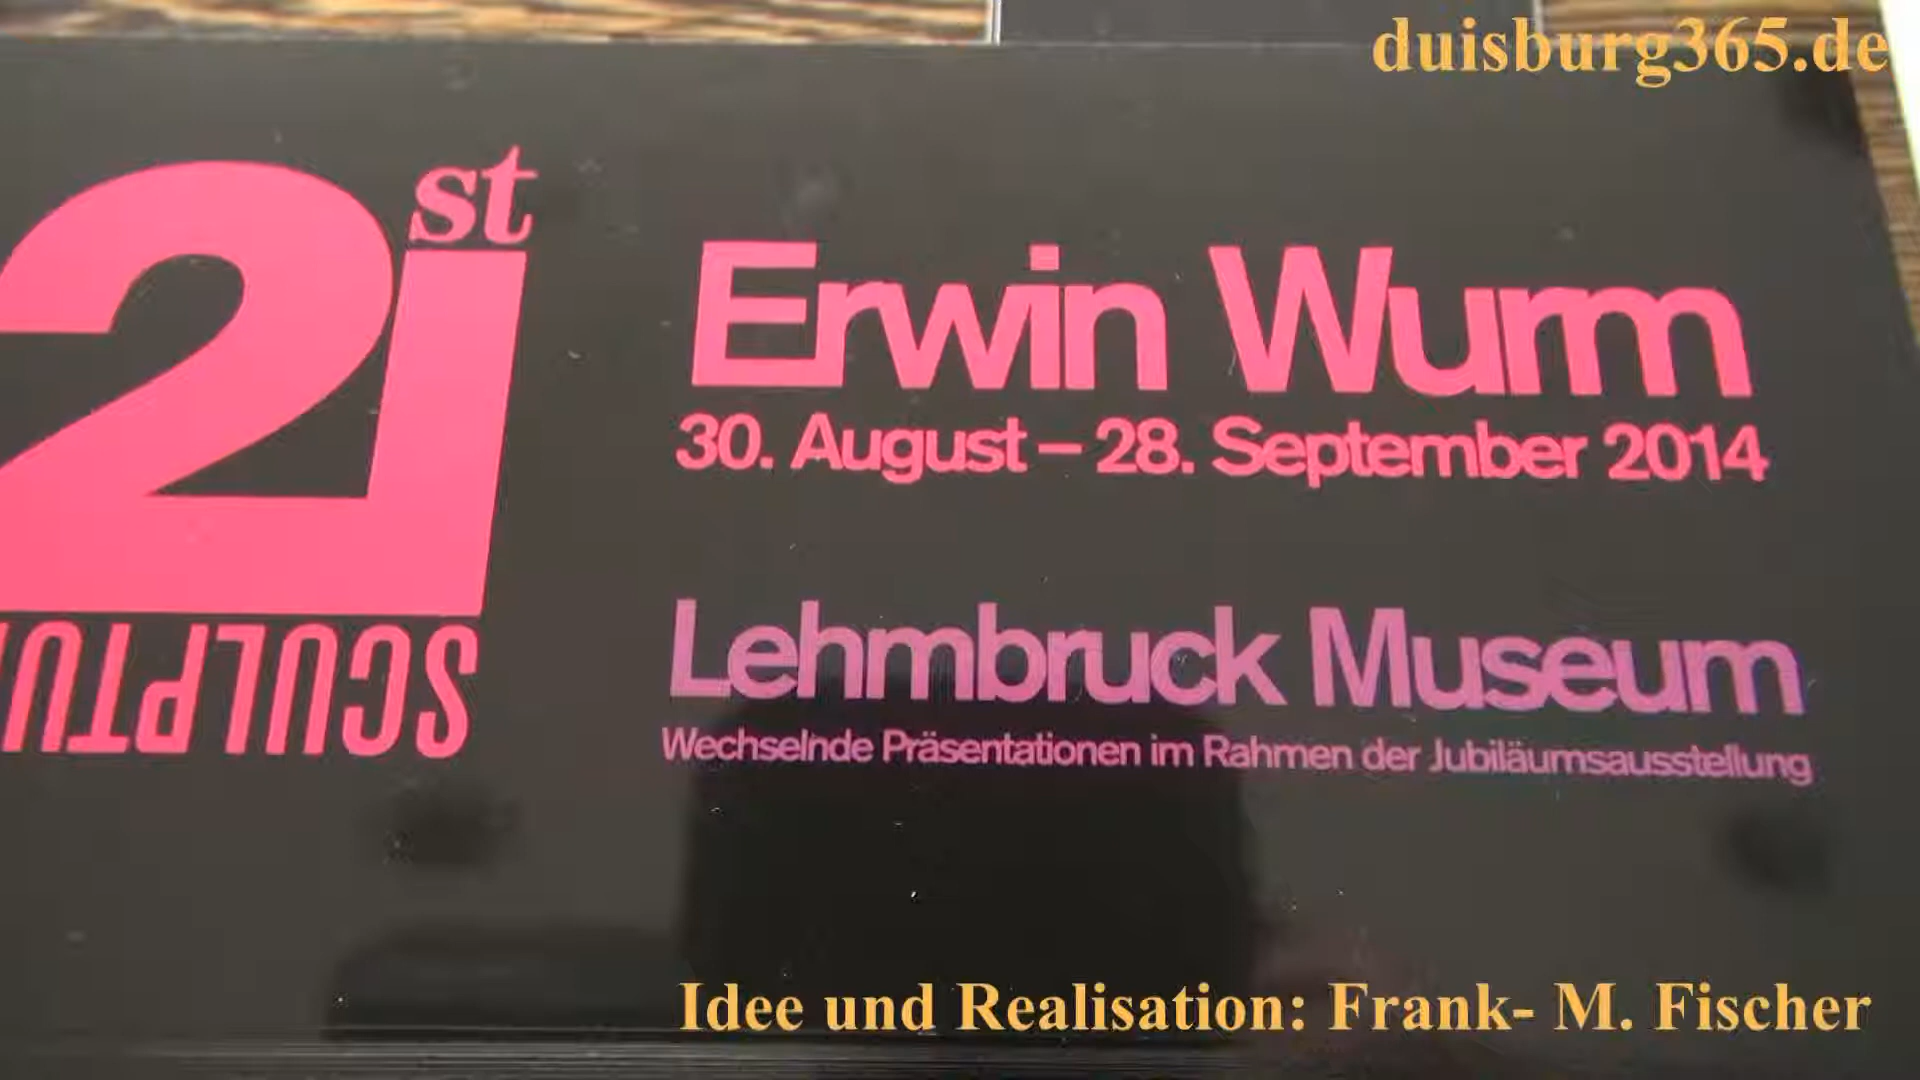 duisburg365.de
21st
SCULPTU
Erwin Wurm
30. August – 28. September 2014
Lehmbruck Museum
Wechselnde Präsentationen im Rahmen der Jubiläumsausstellung
Idee und Realisation: Frank- M. Fischer